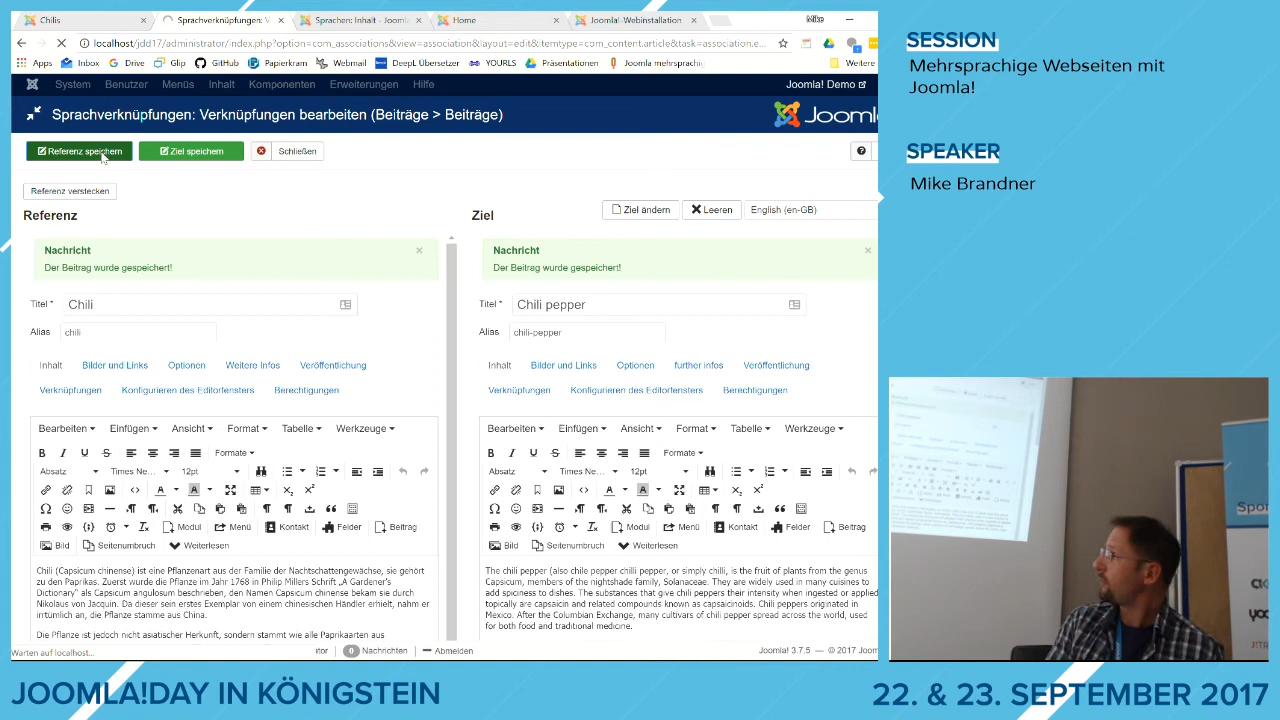 Chilis
Sprachverknüpfungen: V
Sprachen: Inhalt - Jooml
Home
Joomla!-Webinstallation
Mike
localhost/dd17/administrator/index.php?option=com_associations&view=association&layout=edit&itemtype=com_content.article&task=association.e...
Apps
Inbox
Drive
Glip
GitHub
Papierkram
Webmail
DeepL Übersetzer
YOURLS
Präsentationen
Joomla mehrsprachig
Weitere
System
Benutzer
Menüs
Inhalt
Komponenten
Erweiterungen
Hilfe
Joomla! Demo
Sprachverknüpfungen: Verknüpfungen bearbeiten (Beiträge > Beiträge)
Referenz speichern
Ziel speichern
Schließen
Referenz verstecken
Referenz
Nachricht
Der Beitrag wurde gespeichert!
Titel *
Chili
Alias
chili
Inhalt
Bilder und Links
Optionen
Weitere Infos
Veröffentlichung
Verknüpfungen
Konfigurieren des Editorfensters
Berechtigungen
Bearbeiten
Einfügen
Ansicht
Format
Tabelle
Werkzeuge
Formate
Absatz
Times Ne...
12pt
Modul
Menü
Kontakt
Felder
Beitrag
Bild
Seitenumbruch
Weiterlesen
Chili (Capsicum chinense) ist eine Pflanzenart aus der Familie der Nachtschattengewächse, sie gehört
zu den Paprikas. Zuerst wurde die Pflanze im Jahr 1768 in Philip Millers Schrift „A Gardener's
Dictionary" als Capsicum angulosum beschrieben, den Namen Capsicum chinense bekam sie durch
Nikolaus von Jacquin. Da dieser sein erstes Exemplar von einem chinesischen Händler erhielt, nahm er
irrtümlich an, die Pflanze stamme aus China.
Die Pflanze ist jedoch nicht asiatischer Herkunft, sondern stammt wie alle Paprikaarten aus
Ziel
Ziel ändern
Leeren
English (en-GB)
Nachricht
Der Beitrag wurde gespeichert!
Titel *
Chili pepper
Alias
chili-pepper
Inhalt
Bilder und Links
Optionen
further infos
Veröffentlichung
Verknüpfungen
Konfigurieren des Editorfensters
Berechtigungen
Bearbeiten
Einfügen
Ansicht
Format
Tabelle
Werkzeuge
Formate
Absatz
Times Ne...
12pt
Modul
Menü
Kontakt
Felder
Beitrag
Bild
Seitenumbruch
Weiterlesen
The chili pepper (also chile pepper chilli pepper, or simply chilli, is the fruit of plants from the genus
Capsicum, members of the nightshade family, Solanaceae. They are widely used in many cuisines to
add spiciness to dishes. The substances that give chili peppers their intensity when ingested or applied
topically are capsaicin and related compounds known as capsaicinoids. Chili peppers originated in
Mexico. After the Columbian Exchange, many cultivars of chili pepper spread across the world, used
for both food and traditional medicine.
Warten auf localhost...
0 Nachrichten
Abmelden
Joomla! 3.7.5 — © 2017 Joom
SESSION
Mehrsprachige Webseiten mit
Joomla!
SPEAKER
Mike Brandner
JOOMLA!DAY IN KÖNIGSTEIN
22. & 23. SEPTEMBER 2017